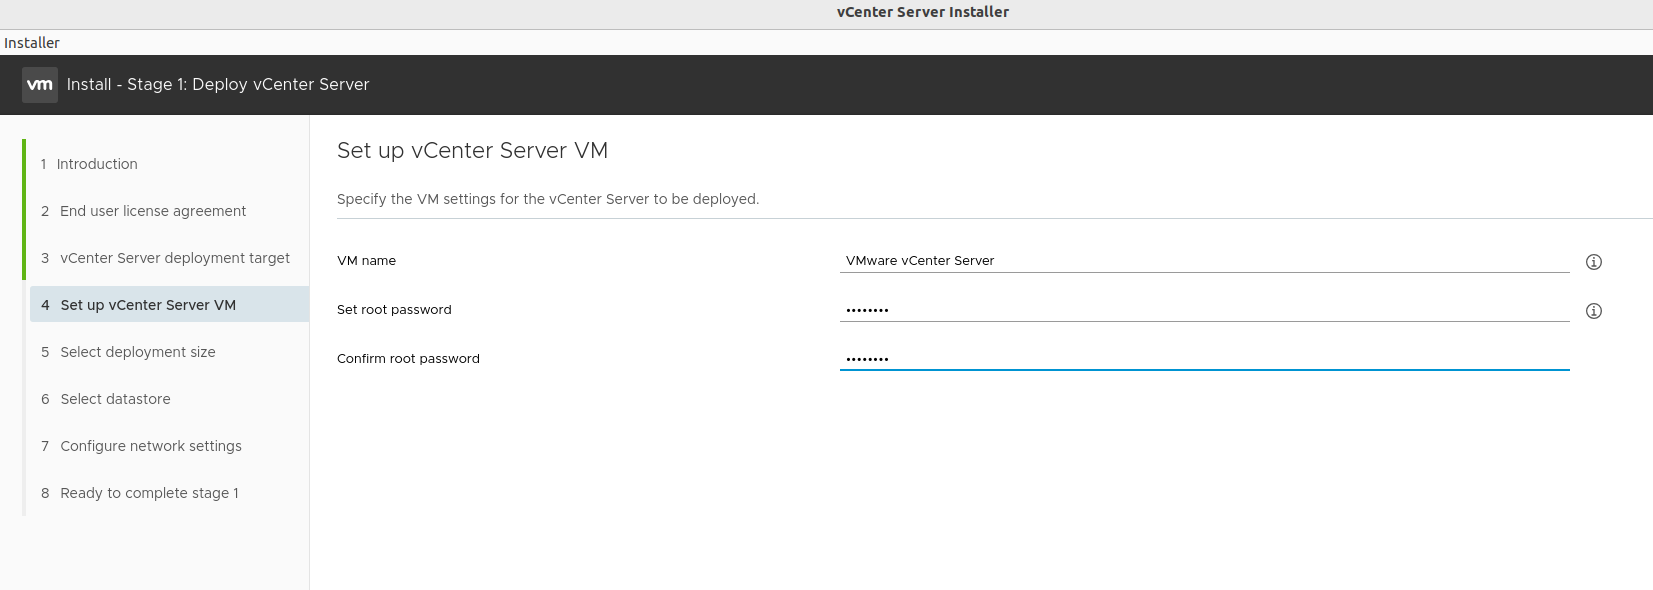 vCenter Server Installer
Installer
vm Install - Stage 1: Deploy vCenter Server
1 Introduction
2 End user license agreement
3 vCenter Server deployment target
4 Set up vCenter Server VM
5 Select deployment size
6 Select datastore
7 Configure network settings
8 Ready to complete stage 1
Set up vCenter Server VM
Specify the VM settings for the vCenter Server to be deployed.
VM name VMware vCenter Server
Set root password ••••••••
Confirm root password ••••••••